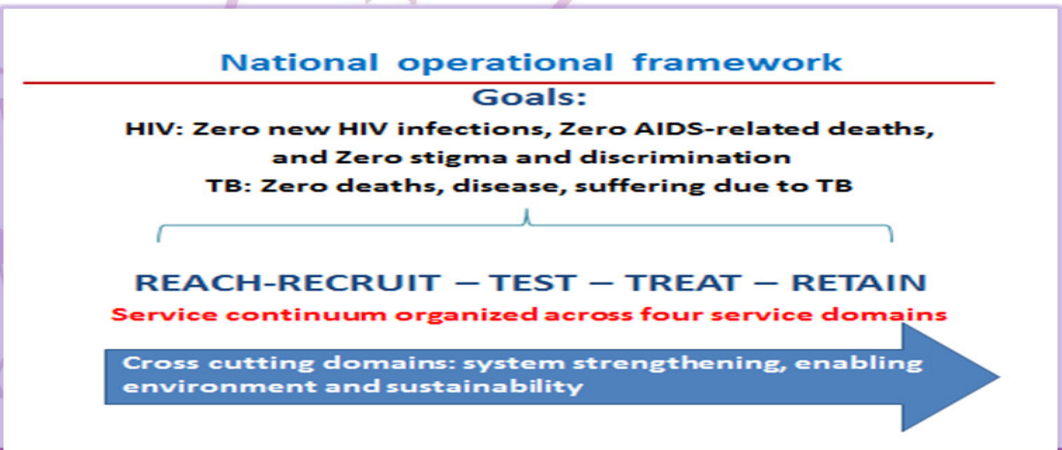 National operational framework
Goals:
HIV: Zero new HIV infections, Zero AIDS-related deaths,
and Zero stigma and discrimination
TB: Zero deaths, disease, suffering due to TB
REACH-RECRUIT – TEST – TREAT – RETAIN
Service continuum organized across four service domains
Cross cutting domains: system strengthening, enabling
environment and sustainability